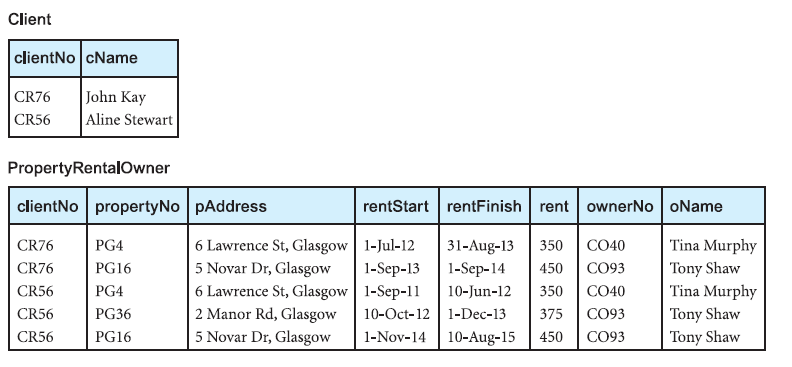 Client
clientNo cName
CR76 John Kay
CR56 Aline Stewart
PropertyRentalOwner
clientNo propertyNo pAddress rentStart rentFinish rent ownerNo oName
CR76 PG4 6 Lawrence St, Glasgow 1-Jul-12 31-Aug-13 350 CO40 Tina Murphy
CR76 PG16 5 Novar Dr, Glasgow 1-Sep-13 1-Sep-14 450 CO93 Tony Shaw
CR56 PG4 6 Lawrence St, Glasgow 1-Sep-11 10-Jun-12 350 CO40 Tina Murphy
CR56 PG36 2 Manor Rd, Glasgow 10-Oct-12 1-Dec-13 375 CO93 Tony Shaw
CR56 PG16 5 Novar Dr, Glasgow 1-Nov-14 10-Aug-15 450 CO93 Tony Shaw